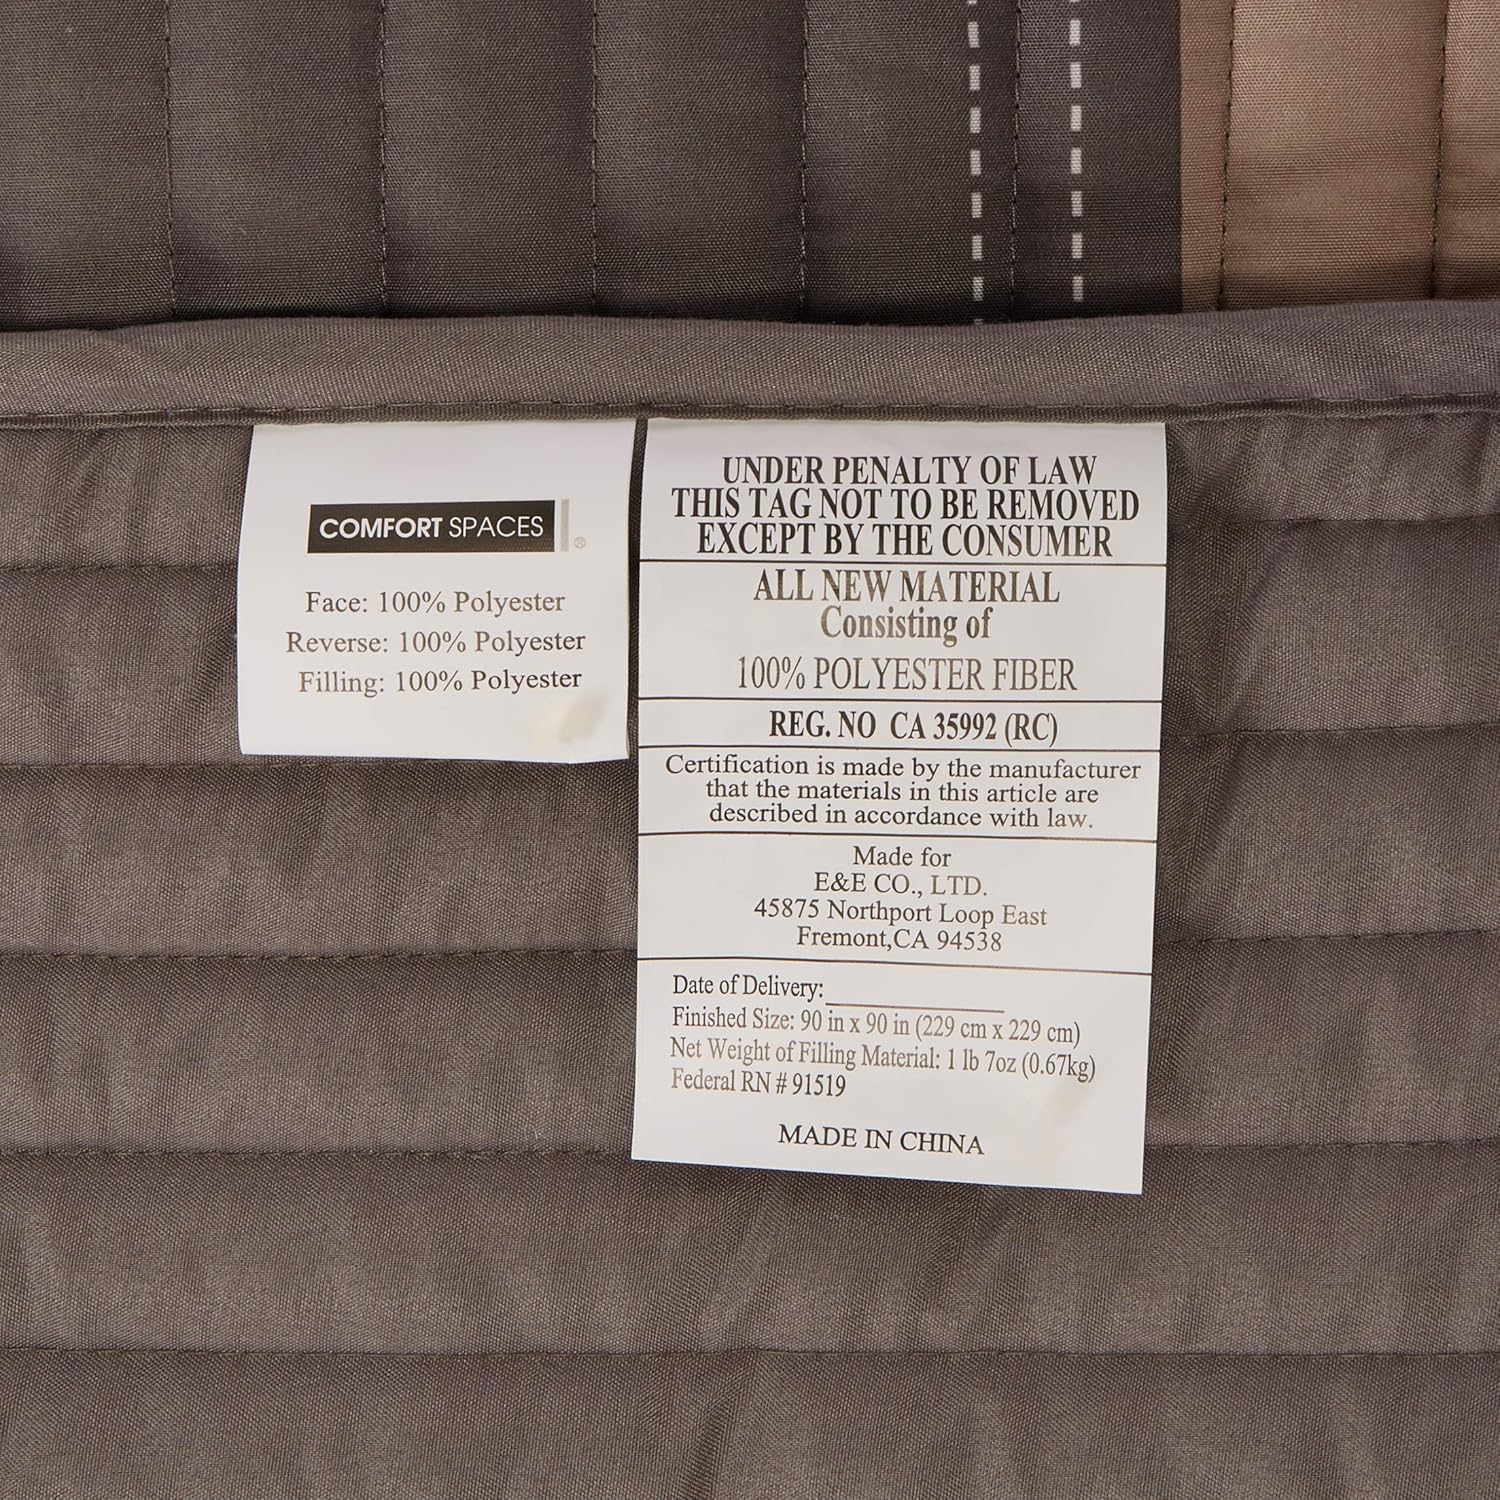 COMFORT SPACES ®
Face: 100% Polyester
Reverse: 100% Polyester
Filling: 100% Polyester
UNDER PENALTY OF LAW
THIS TAG NOT TO BE REMOVED
EXCEPT BY THE CONSUMER
ALL NEW MATERIAL
Consisting of
100% POLYESTER FIBER
REG. NO CA 35992 (RC)
Certification is made by the manufacturer
that the materials in this article are
described in accordance with law.
Made for
E&E CO., LTD.
45875 Northport Loop East
Fremont,CA 94538
Date of Delivery:
Finished Size: 90 in x 90 in (229 cm x 229 cm)
Net Weight of Filling Material: 1 lb 7oz (0.67kg)
Federal RN # 91519
MADE IN CHINA